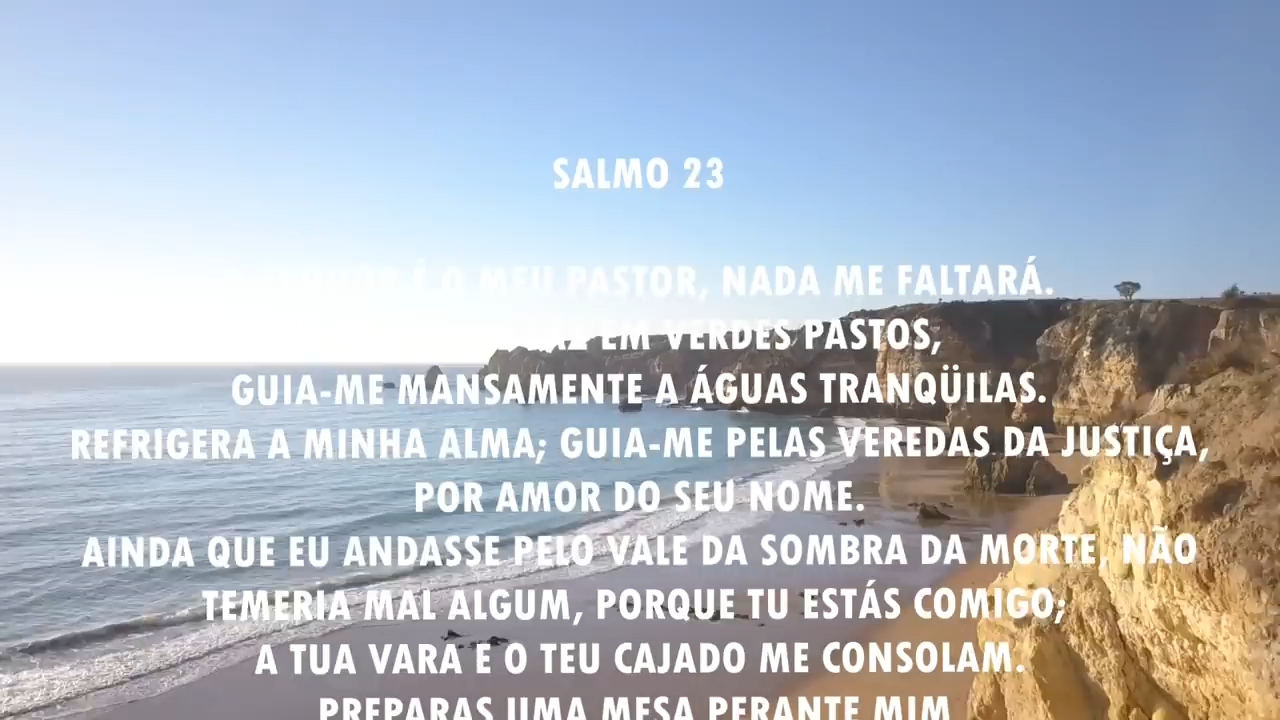 SALMO 23
É O MEU PASTOR, NADA ME FALTARÁ.
EM VERDES PASTOS,
GUIA-ME MANSAMENTE A ÁGUAS TRANQÜILAS.
REFRIGERA A MINHA ALMA; GUIA-ME PELAS VEREDAS DA JUSTIÇA,
POR AMOR DO SEU NOME.
AINDA QUE EU ANDASSE PELO VALE DA SOMBRA DA MORTE, NÃO
TEMERIA MAL ALGUM, PORQUE TU ESTÁS COMIGO;
A TUA VARA E O TEU CAJADO ME CONSOLAM.
PREPARAS UMA MESA PERANTE MIM